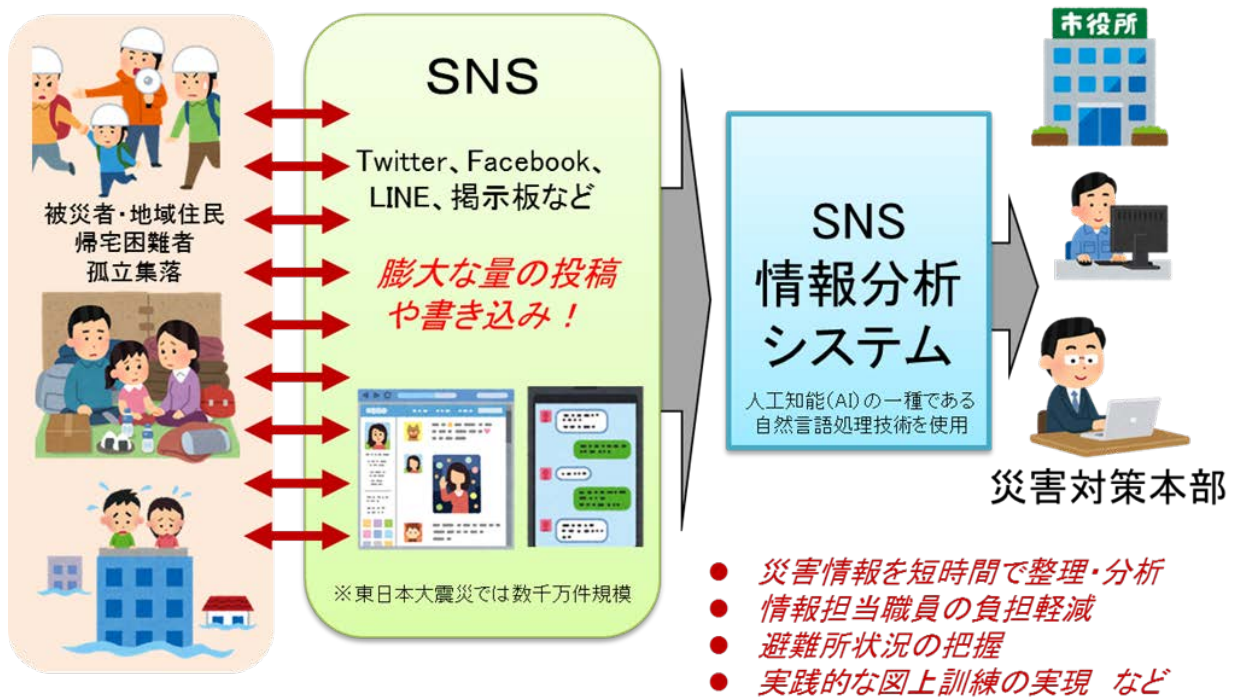 被災者・地域住民
帰宅困難者
孤立集落
SNS
Twitter、Facebook、
LINE、掲示板など
膨大な量の投稿
や書き込み！
※東日本大震災では数千万件規模
SNS
情報分析
システム
人工知能(AI)の一種である
自然言語処理技術を使用
市役所
災害対策本部
● 災害情報を短時間で整理・分析
● 情報担当職員の負担軽減
● 避難所状況の把握
● 実践的な図上訓練の実現 など